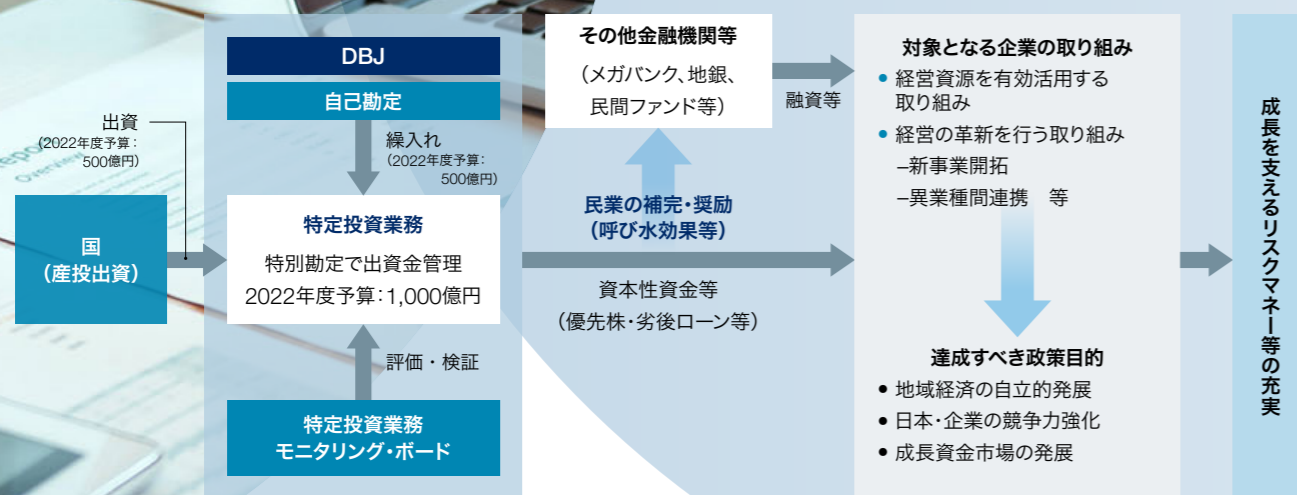 出資
(2022年度予算:
500億円)
国
(産投出資)
DBJ
自己勘定
繰入れ
(2022年度予算:
500億円)
特定投資業務
特別勘定で出資金管理
2022年度予算:1,000億円
評価・検証
特定投資業務
モニタリング・ボード
その他金融機関等
(メガバンク、地銀、
民間ファンド等)
融資等
民業の補完・奨励
(呼び水効果等)
資本性資金等
(優先株・劣後ローン等)
対象となる企業の取り組み
● 経営資源を有効活用する
取り組み
● 経営の革新を行う取り組み
–新事業開拓
–異業種間連携 等
達成すべき政策目的
● 地域経済の自立的発展
● 日本・企業の競争力強化
● 成長資金市場の発展
成長を支えるリスクマネー等の充実
Overview